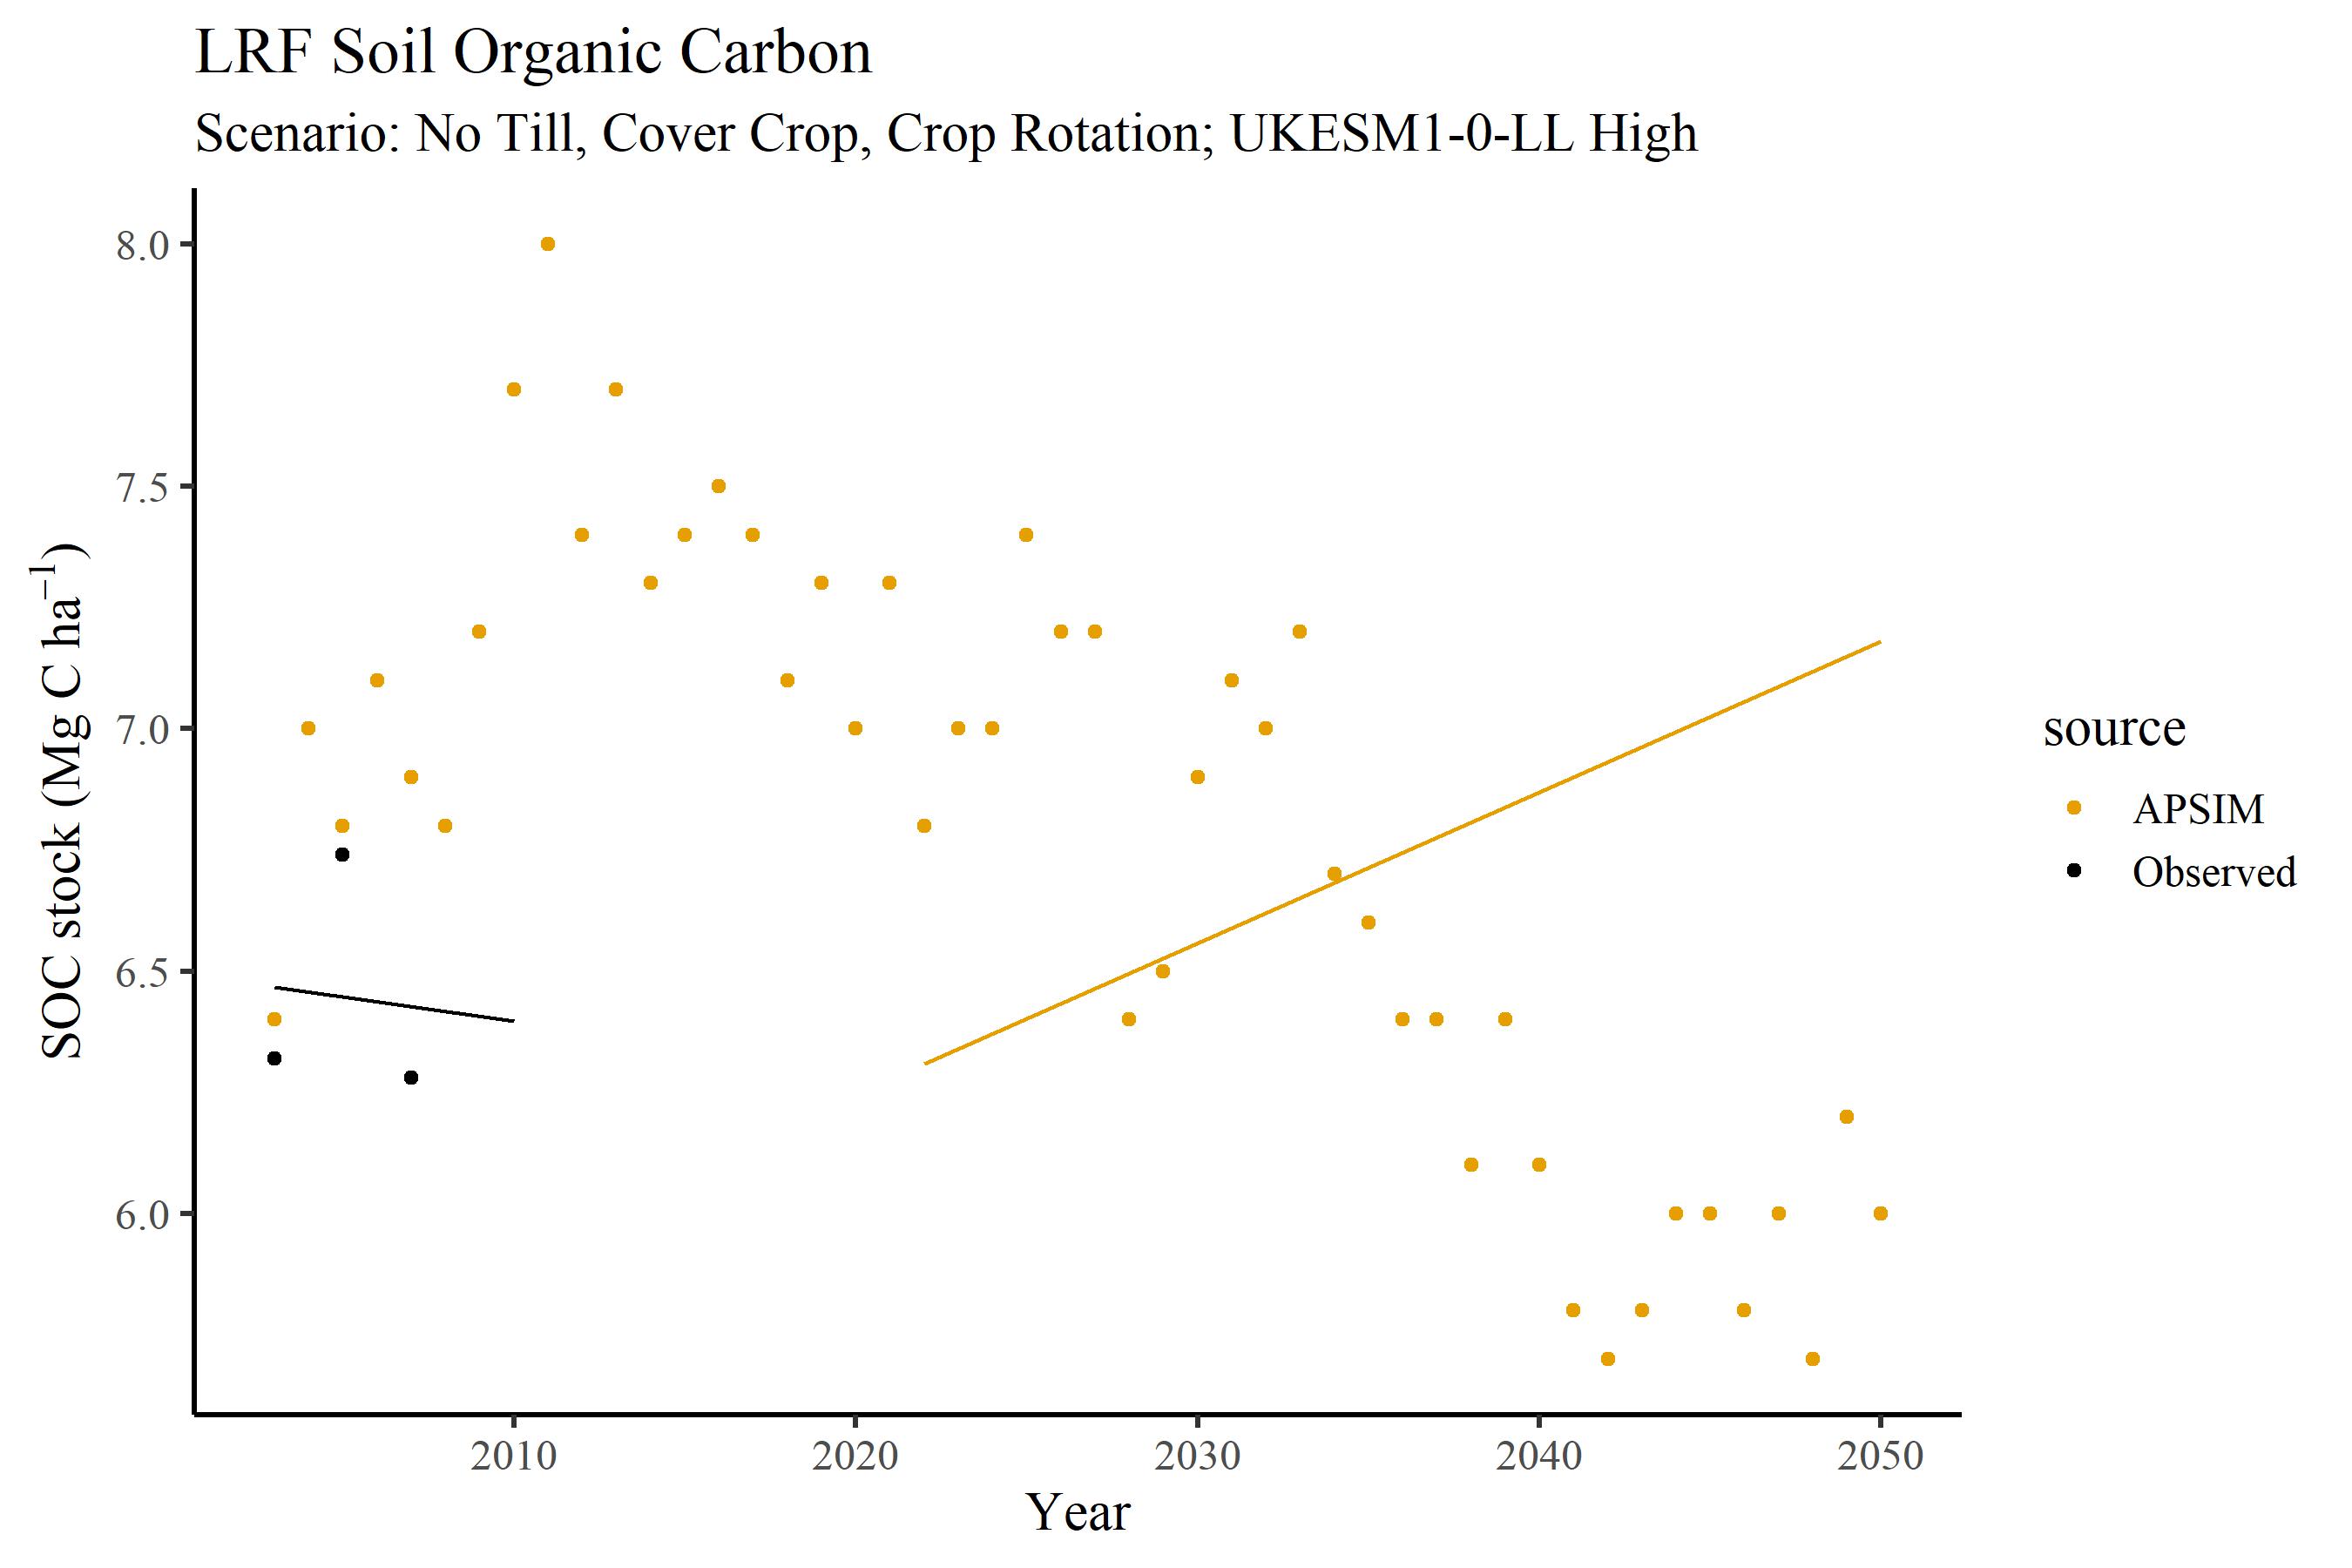 LRF Soil Organic Carbon
Scenario: No Till, Cover Crop, Crop Rotation; UKESM1-0-LL High
SOC stock (Mg C ha⁻¹)
8.0
7.5
7.0
6.5
6.0
2010 2020 2030 2040 2050
Year
source
APSIM
Observed